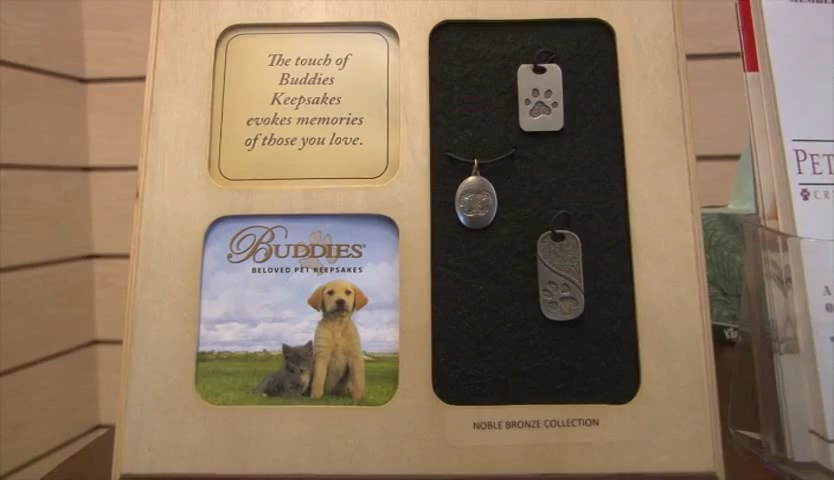 The touch of
Buddies
Keepsakes
evokes memories
of those you love.
BUDDIES®
BELOVED PET KEEPSAKES
NOBLE BRONZE COLLECTION
PET